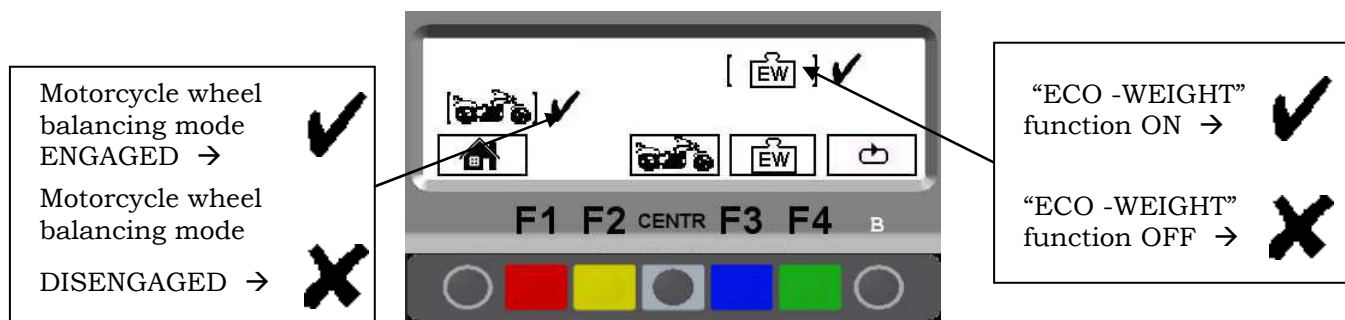 Motorcycle wheel
balancing mode
ENGAGED →
Motorcycle wheel
balancing mode
DISENGAGED →
[ EW ]
EW
F1 F2 CENTR F3 F4 B
“ECO -WEIGHT”
function ON →
“ECO -WEIGHT”
function OFF →